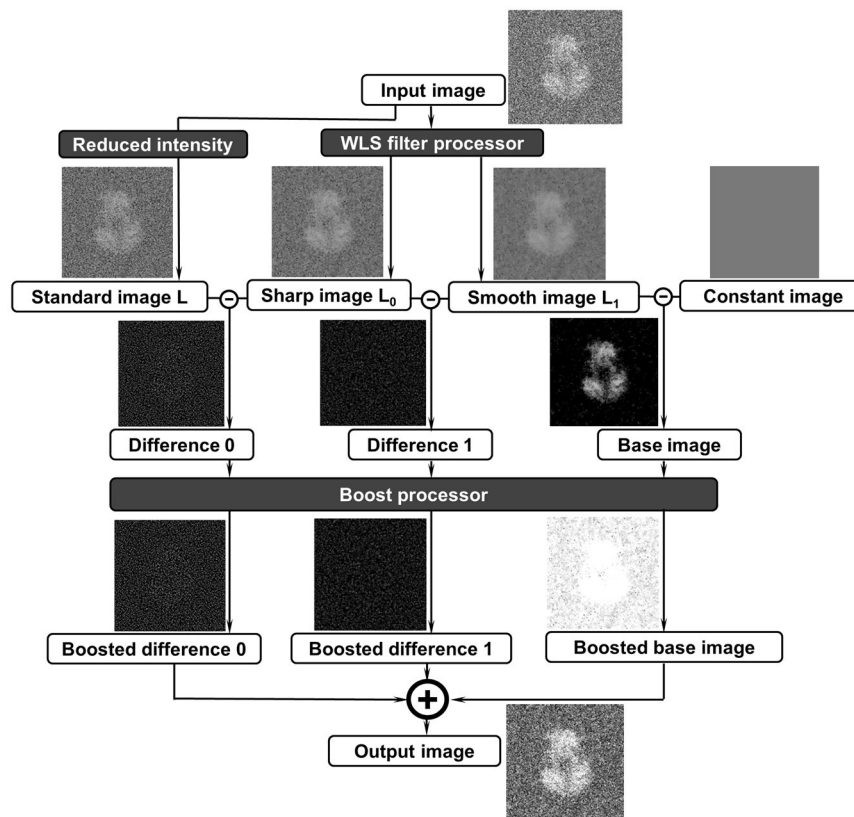 Input image
Reduced intensity
WLS filter processor
Standard image L
Sharp image L₀
Smooth image L₁
Constant image
Difference 0
Difference 1
Base image
Boost processor
Boosted difference 0
Boosted difference 1
Boosted base image
Output image